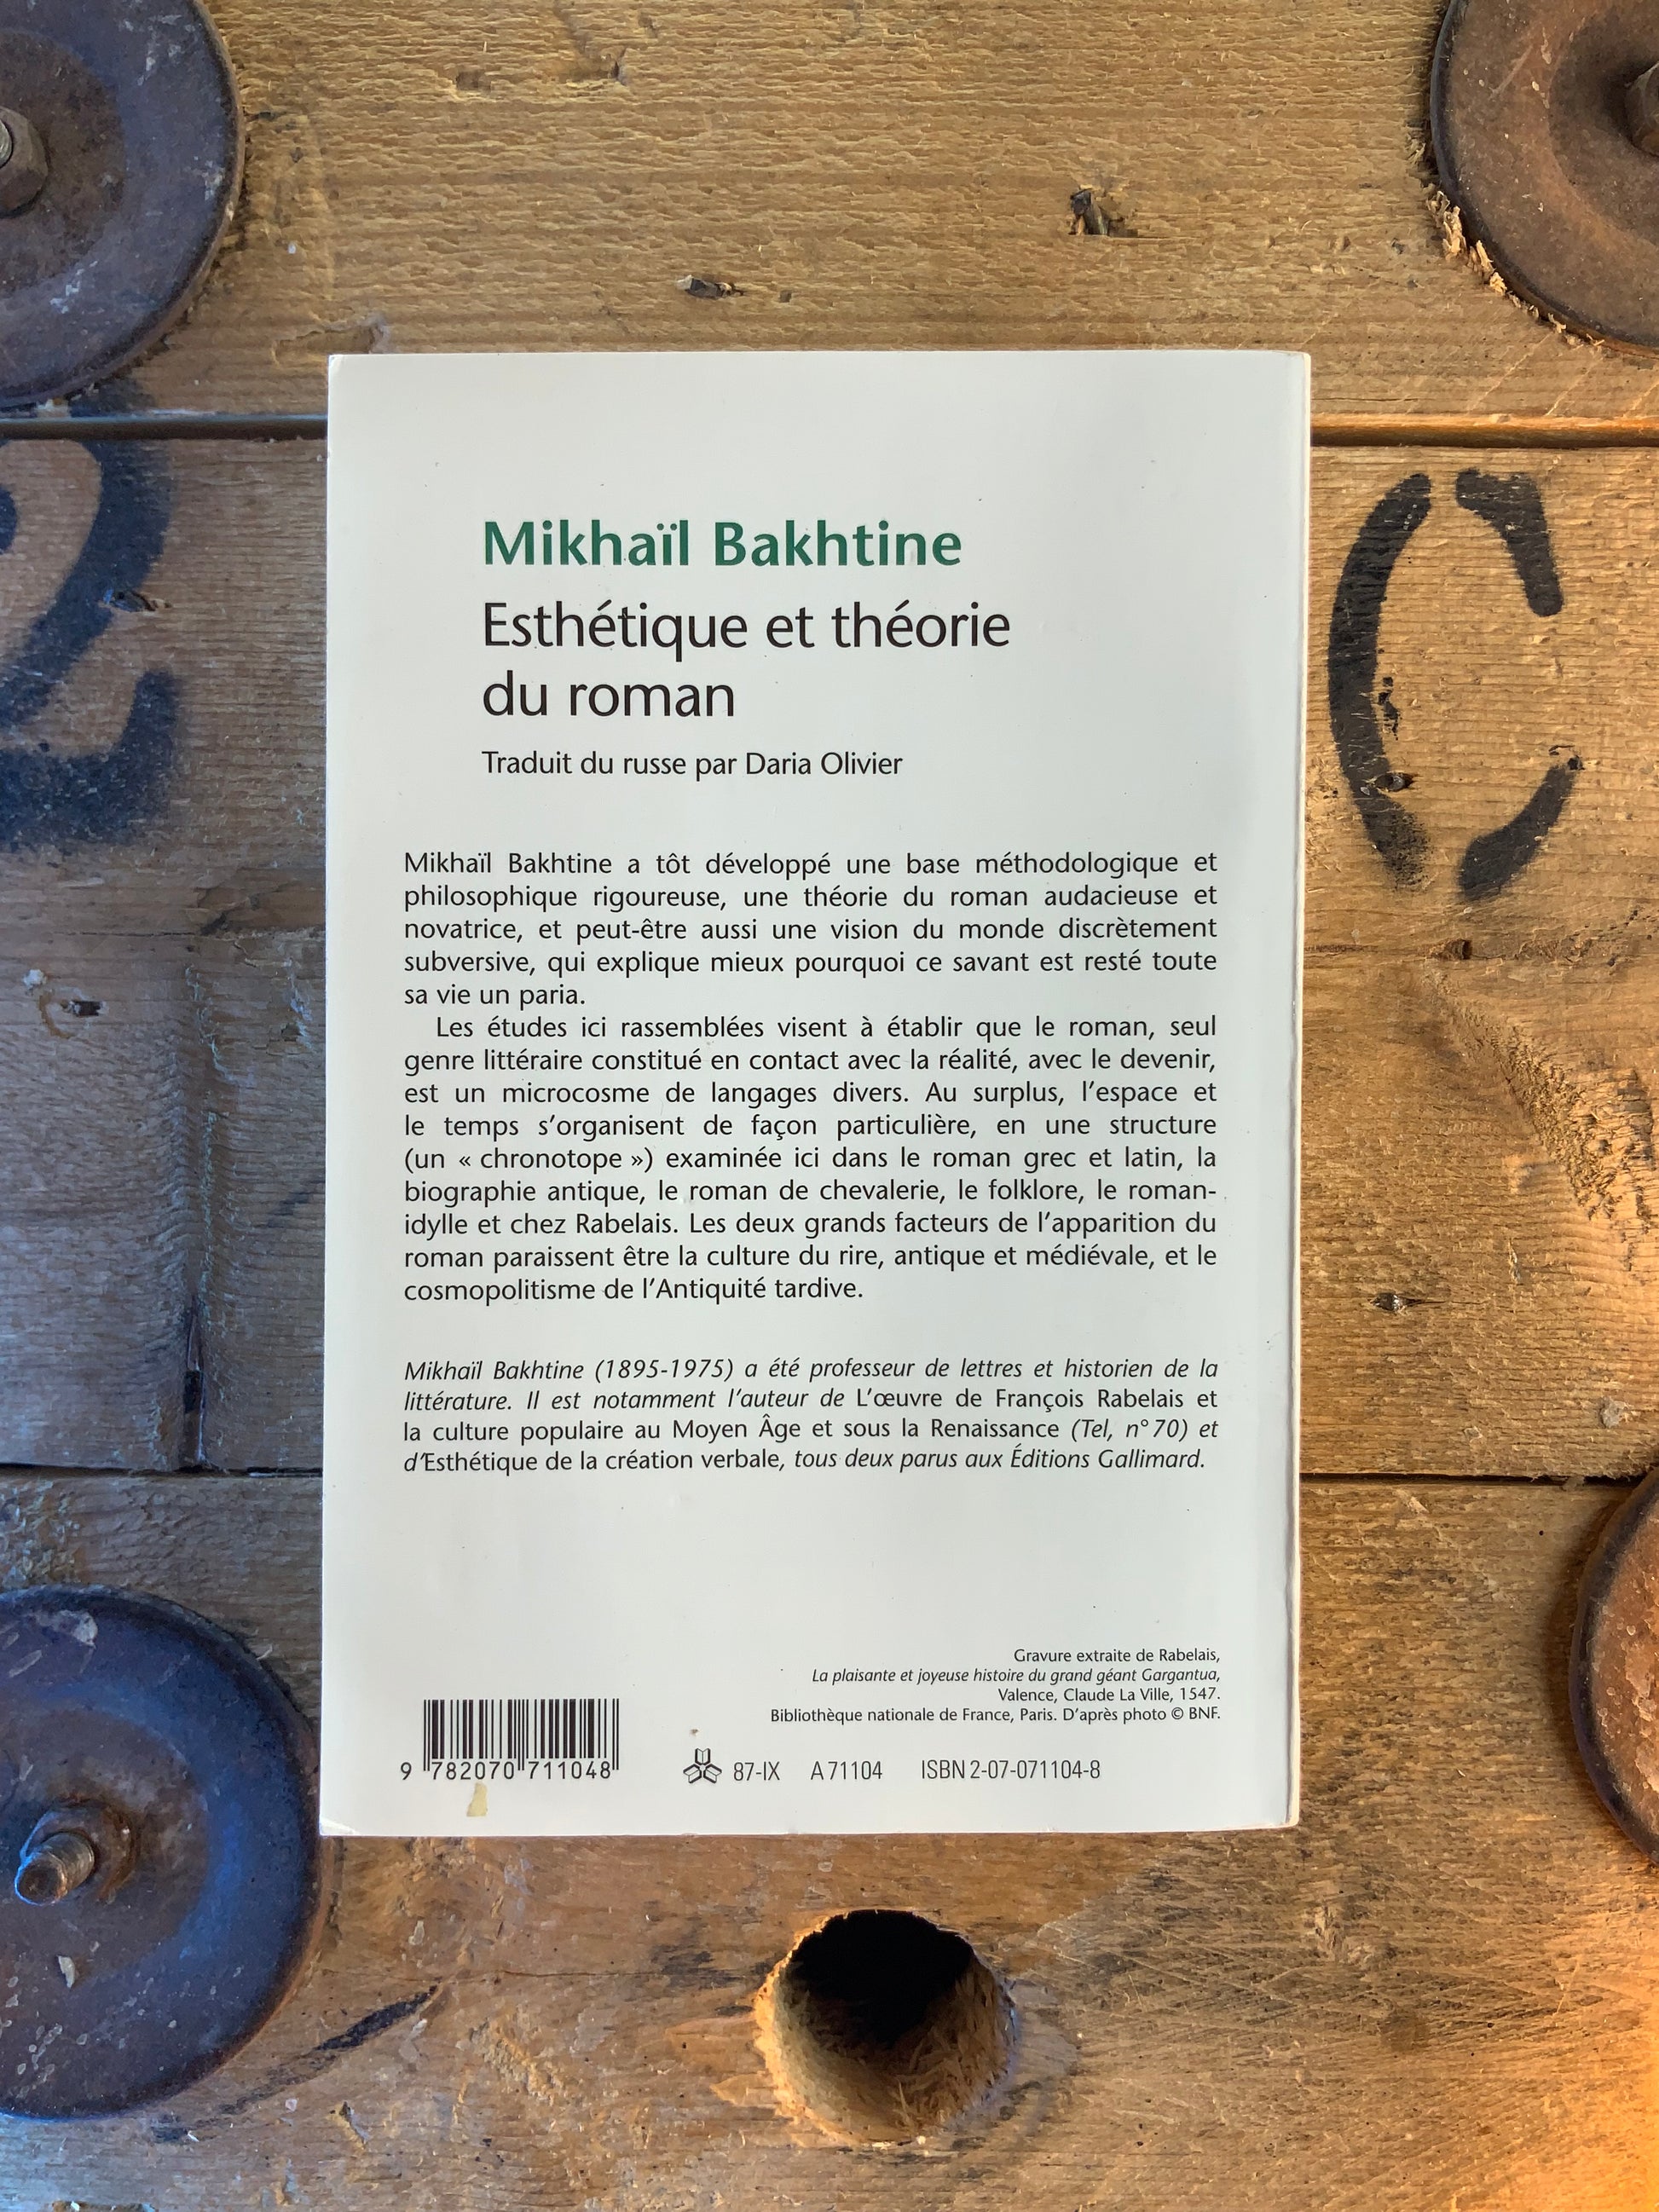 Mikhaïl Bakhtine
Esthétique et théorie
du roman
Traduit du russe par Daria Olivier
Mikhaïl Bakhtine a tôt développé une base méthodologique et
philosophique rigoureuse, une théorie du roman audacieuse et
novatrice, et peut-être aussi une vision du monde discrètement
subversive, qui explique mieux pourquoi ce savant est resté toute
sa vie un paria.
Les études ici rassemblées visent à établir que le roman, seul
genre littéraire constitué en contact avec la réalité, avec le devenir,
est un microcosme de langages divers. Au surplus, l'espace et
le temps s'organisent de façon particulière, en une structure
(un « chronotope ») examinée ici dans le roman grec et latin, la
biographie antique, le roman de chevalerie, le folklore, le roman-
idylle et chez Rabelais. Les deux grands facteurs de l'apparition du
roman paraissent être la culture du rire, antique et médiévale, et le
cosmopolitisme de l'Antiquité tardive.
Mikhaïl Bakhtine (1895-1975) a été professeur de lettres et historien de la
littérature. Il est notamment l'auteur de L'œuvre de François Rabelais et
la culture populaire au Moyen Âge et sous la Renaissance (Tel, n° 70) et
d'Esthétique de la création verbale, tous deux parus aux Éditions Gallimard.
Gravure extraite de Rabelais,
La plaisante et joyeuse histoire du grand géant Gargantua,
Valence, Claude La Ville, 1547.
Bibliothèque nationale de France, Paris. D'après photo © BNF.
9 782070 711048
87-IX A 71104 ISBN 2-07-071104-8
2
C